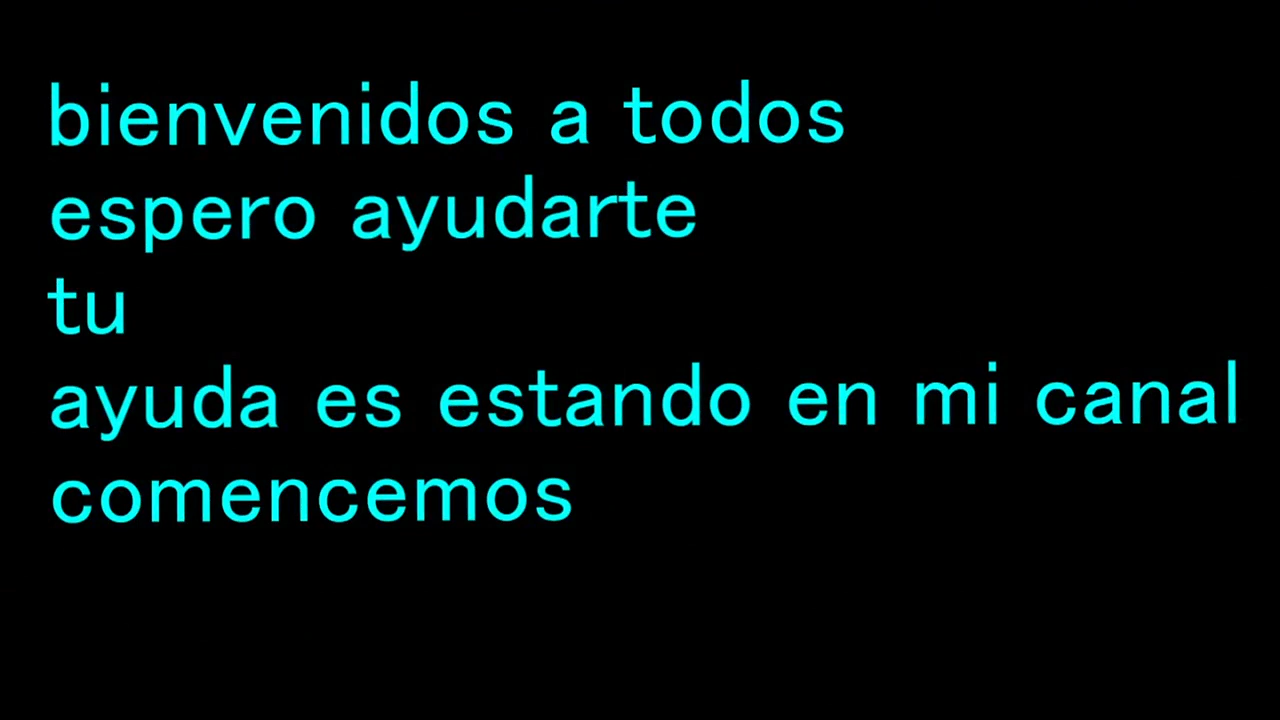 bienvenidos a todos
espero ayudarte
tu
ayuda es estando en mi canal
comencemos